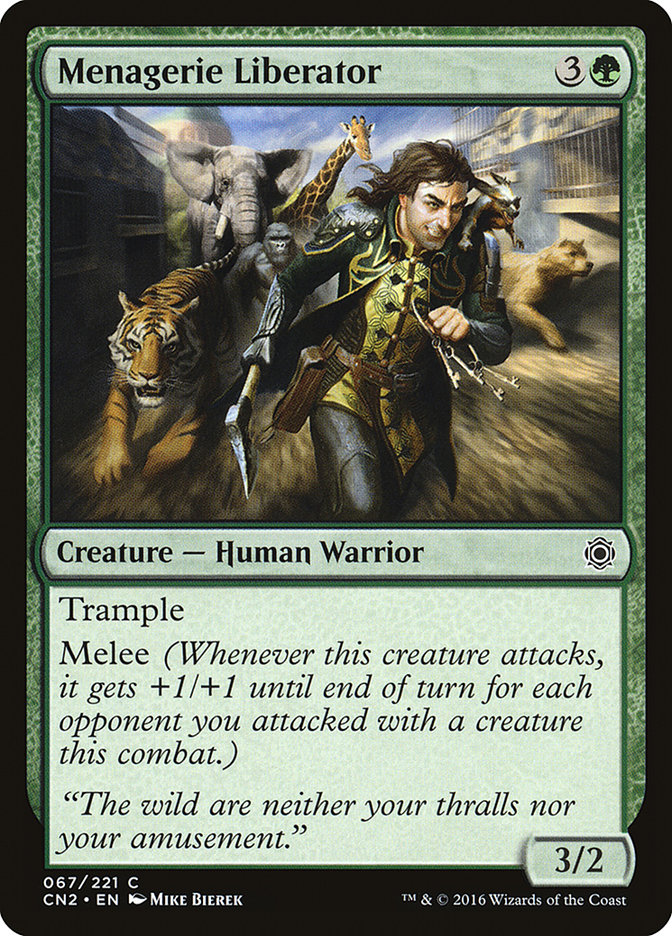 Menagerie Liberator 3
Creature — Human Warrior
Trample
Melee (Whenever this creature attacks,
it gets +1/+1 until end of turn for each
opponent you attacked with a creature
this combat.)
“The wild are neither your thralls nor
your amusement.”
3/2
067/221 C
CN2 • EN Mike Bierek
™ & © 2016 Wizards of the Coast